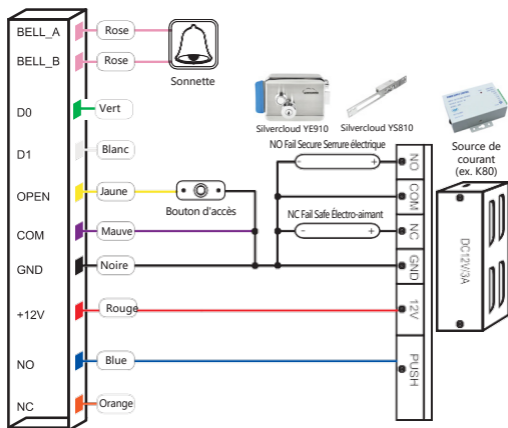 BELL_A
Rose
BELL_B
Rose
Sonnette
D0
Vert
D1
Blanc
OPEN
Jaune
Bouton d'accès
COM
Mauve
GND
Noire
+12V
Rouge
NO
Blue
NC
Orange
Silvercloud YE910
Silvercloud YS810
Source de
courant
(ex. K80)
NO Fail Secure Serrure électrique
- +
NC Fail Safe Électro-aimant
- +
NO
COM
NC
GND
12V
PUSH
DC12V/3A